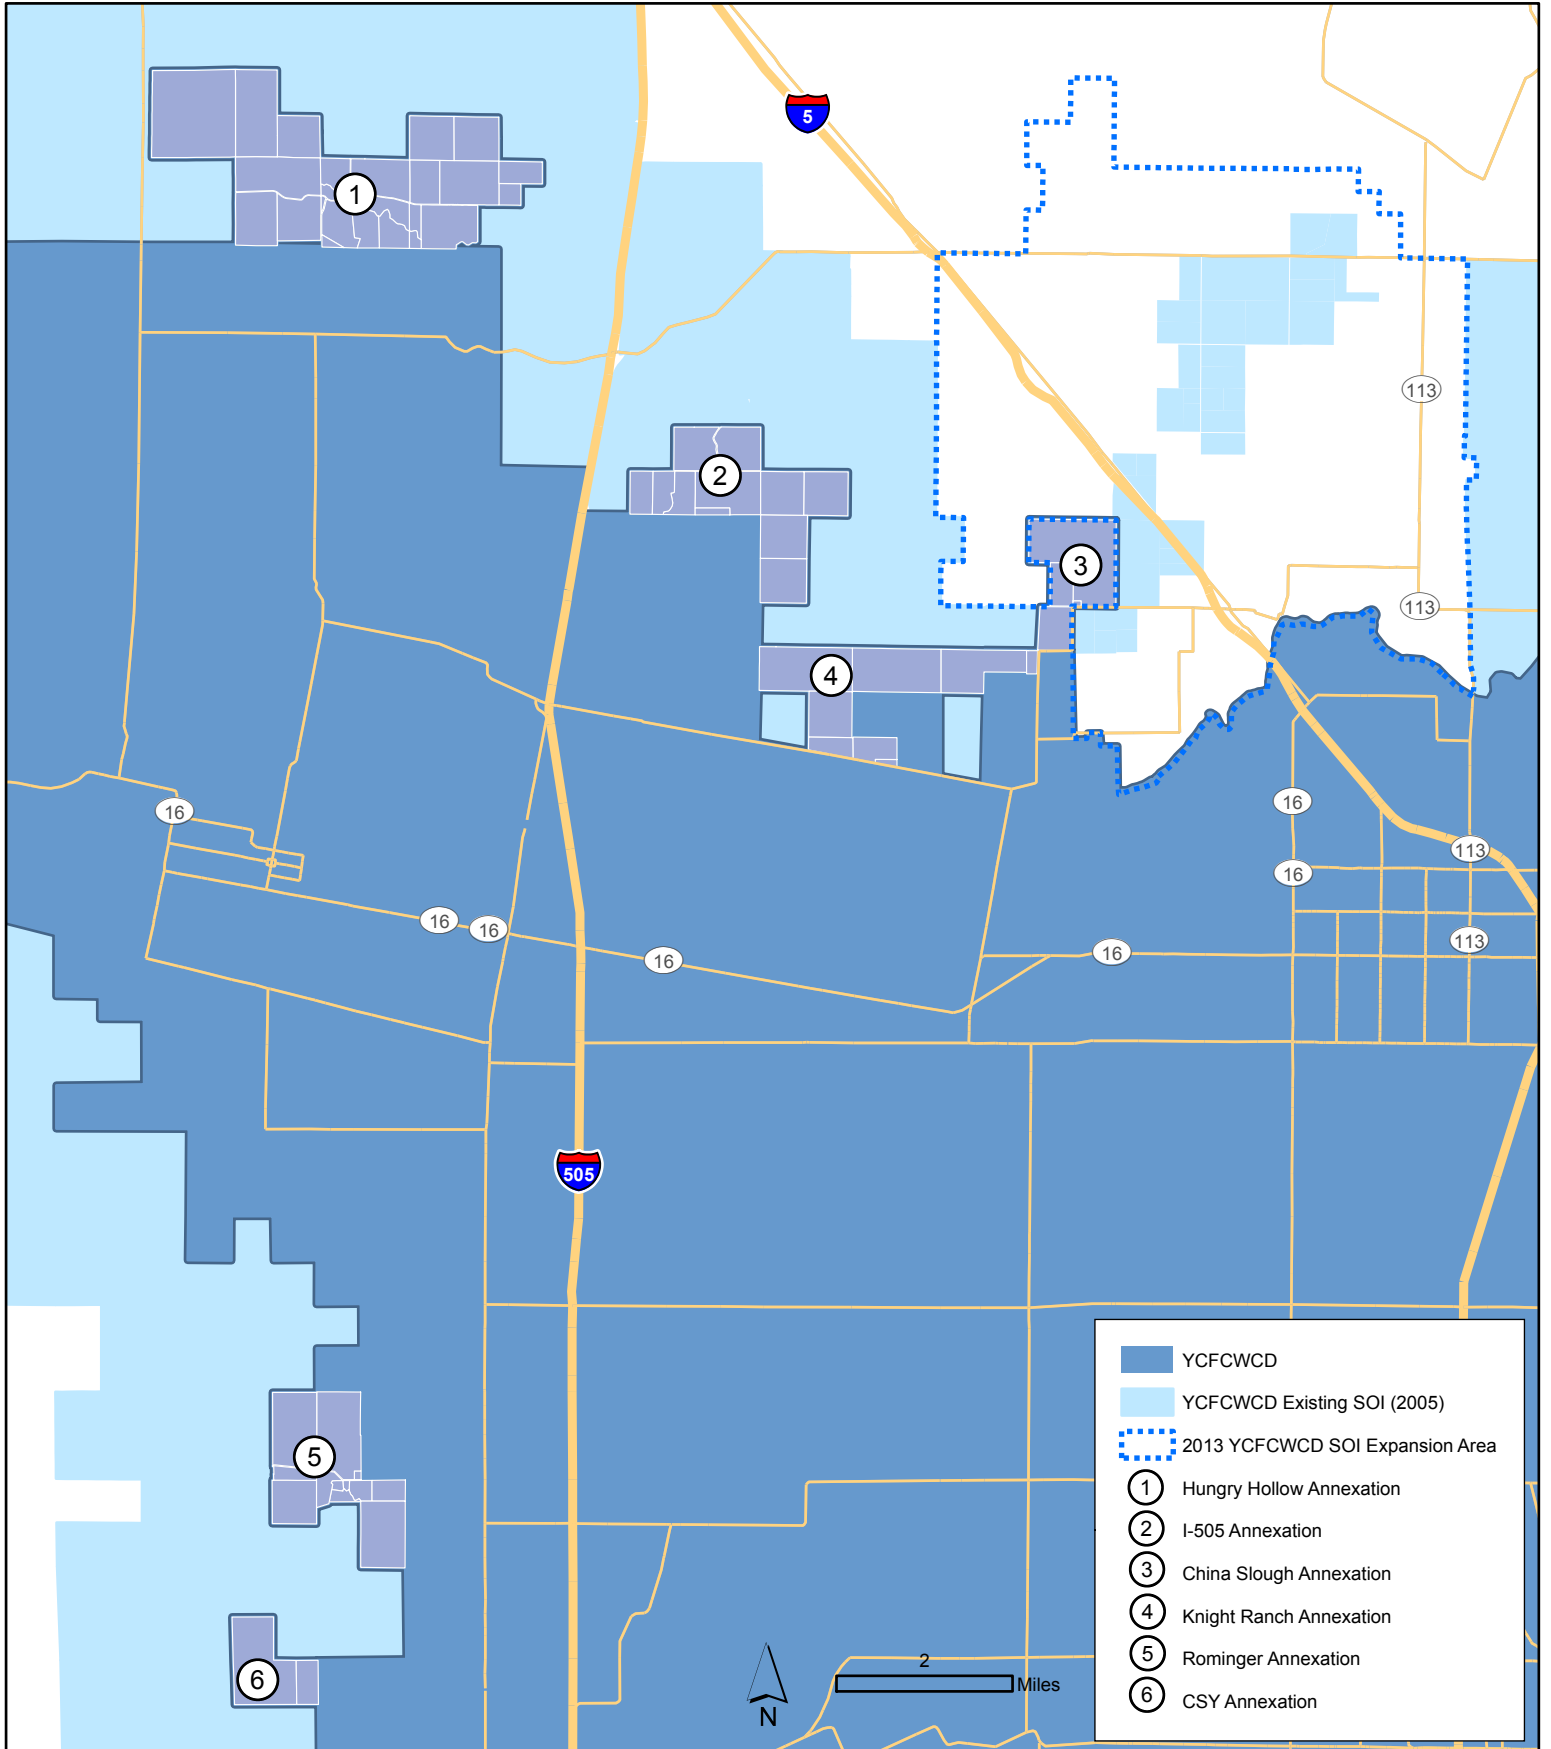 5
1
113
2
3
113
4
16
16
113
16
16
16
16
16
113
505
YCFCWCD
YCFCWCD Existing SOI (2005)
2013 YCFCWCD SOI Expansion Area
1 Hungry Hollow Annexation
2 I-505 Annexation
3 China Slough Annexation
4 Knight Ranch Annexation
5 Rominger Annexation
6 CSY Annexation
5
6
2
Miles
N